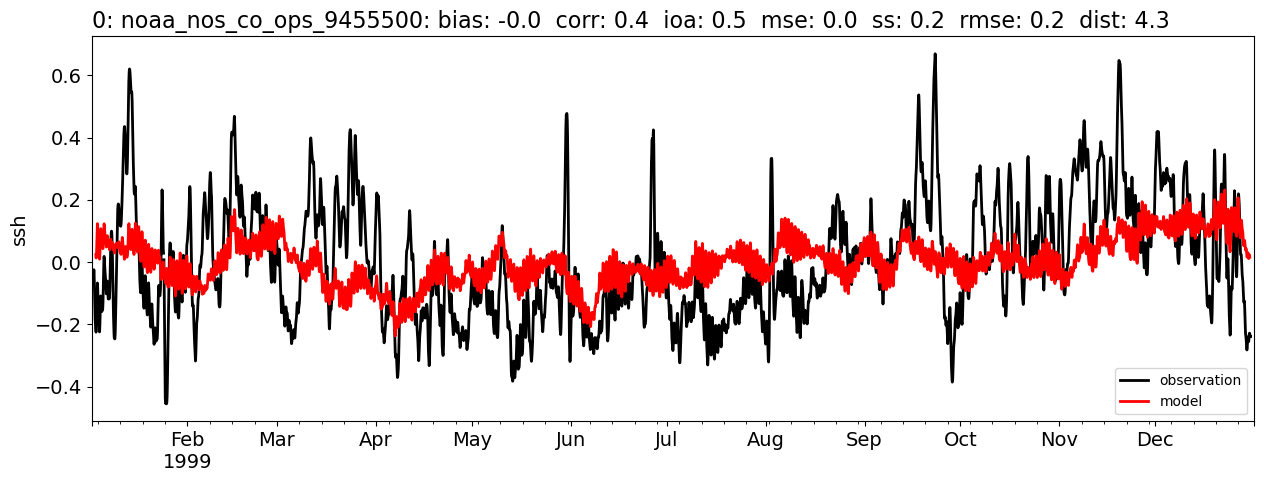 0: noaa_nos_co_ops_9455500: bias: -0.0  corr: 0.4  ioa: 0.5  mse: 0.0  ss: 0.2  rmse: 0.2  dist: 4.3
ssh
0.6
0.4
0.2
0.0
−0.2
−0.4
observation
model
Feb Mar Apr May Jun Jul Aug Sep Oct Nov Dec
1999